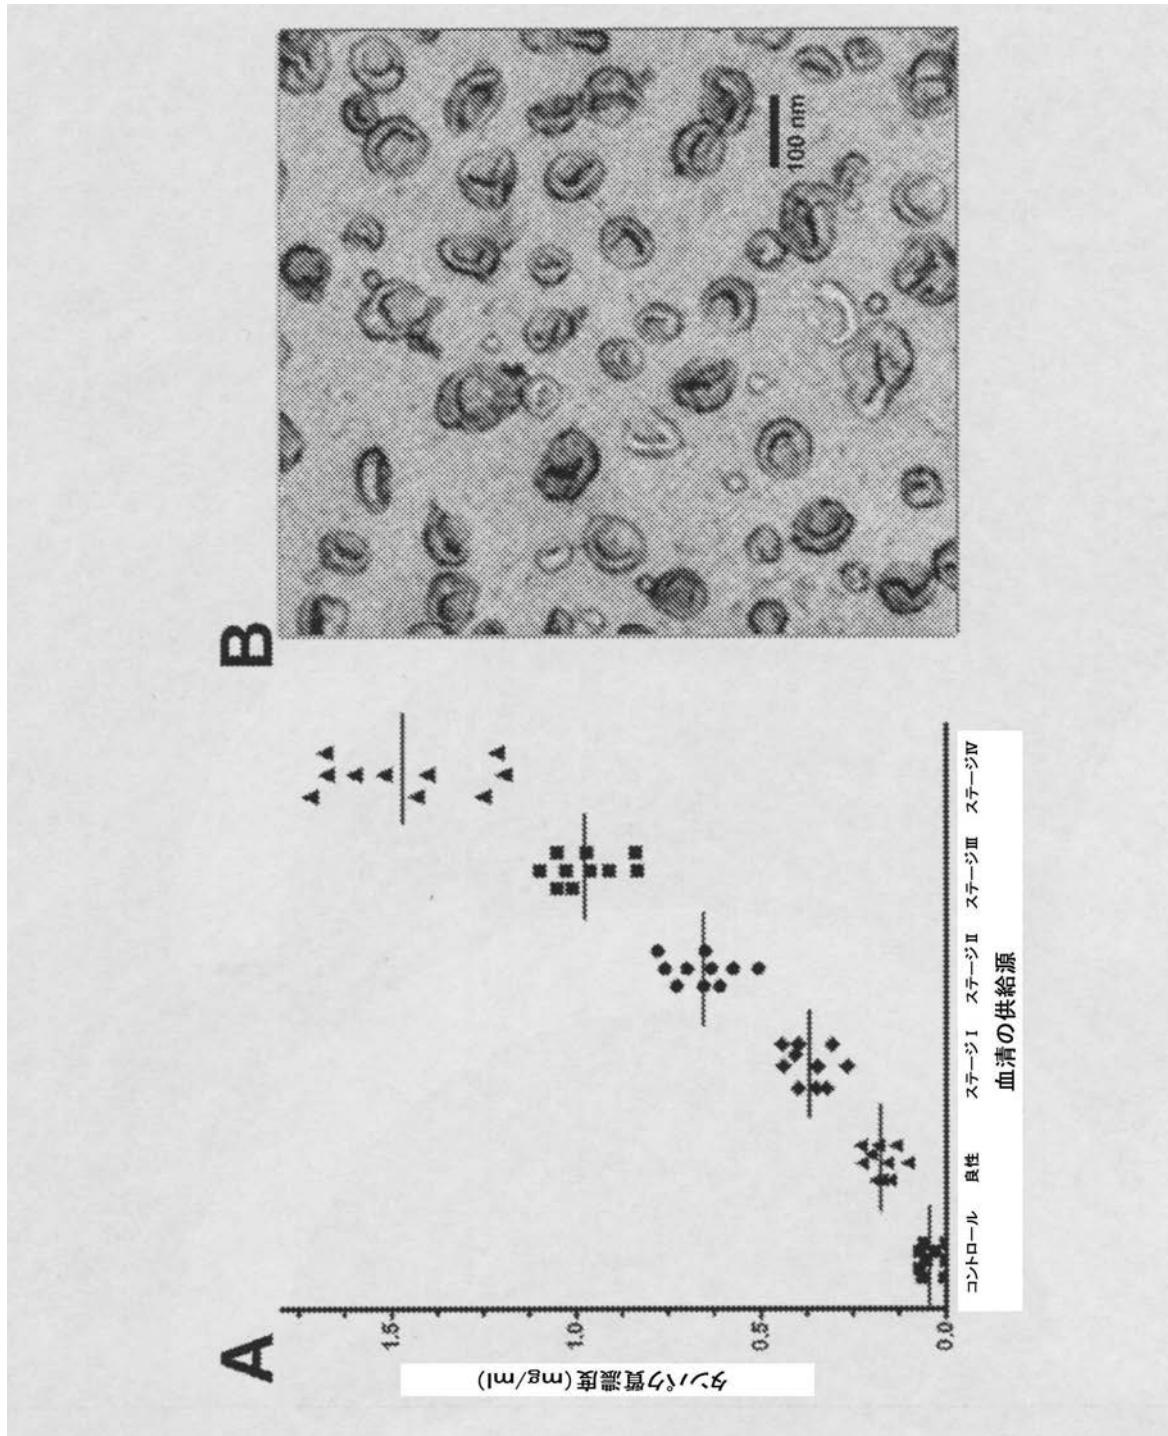 A
タンパク質濃度(mg/ml)
1.5
1.0
0.5
0.0
コントロール
良性
ステージⅠ
ステージⅡ
ステージⅢ
ステージⅣ
血清の供給源
B
100 nm